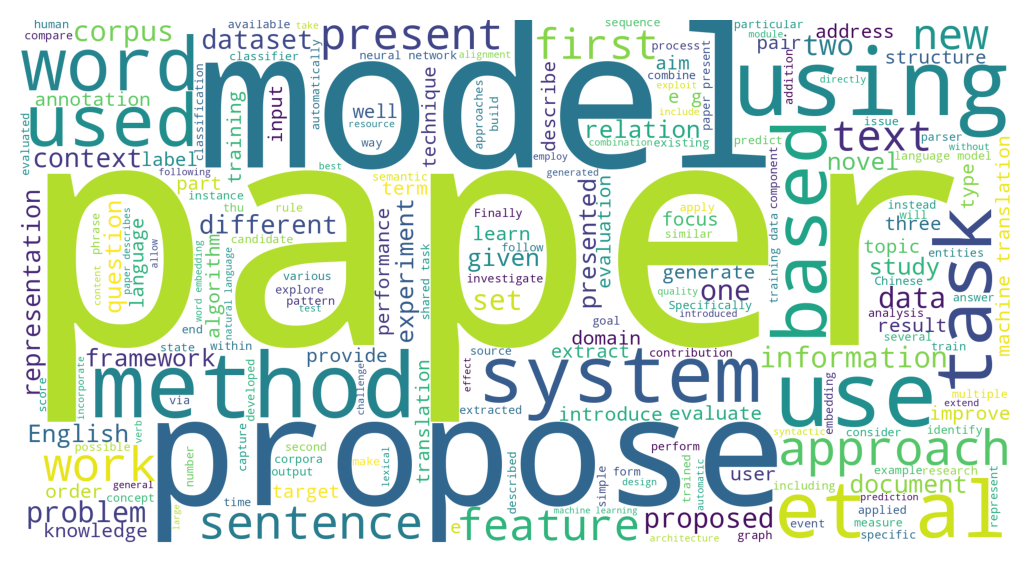 human
compare
corpus
available
take
dataset
classifier
present
neural network
alignment
first
sequence
process
aim
combine
particular
module
pair
two
address
new
structure
word
model
using
used
annotation
evaluated
classification
training
input
automatically
well
resource
way
approaches
build
technique
describe
e g
relation
combination
existing
exploit
include
paper present
addition
directly
issue
predict
text
parser
without
novel
language model
type
machine translation
context
label
following
part
instance
best
semantic
term
employ
generated
based
component
task
representation
thu
rule
different
candidate
question
content
phrase
paper describes
allow
language
word embedding
natural language
algorithm
paper
various
explore
pattern
test
performance
experiment
shared task
Finally
learn
follow
given
investigate
set
presented
evaluation
apply
similar
focus
generate
quality
Specifically
one
introduced
training data
instead
will
three
topic
entities
study
Chinese
answer
data
analysis
result
several
train
end
state
within
framework
via
provide
goal
domain
source
extract
contribution
effect
information
score
incorporate
method
developed
challenge
translation
system
extracted
introduce
evaluate
use
embedding
multiple
extend
improve
English
verb
possible
work
order
general
concept
problem
knowledge
number
large
capture
second
corpora
output
make
lexical
target
time
propose
sentence
described
feature
simple
form
design
perform
trained
automatic
user
machine learning
proposed
architecture
graph
syntactic
consider
identify
approach
example
research
document
including
prediction
et al
event
applied
measure
specific
represent
e